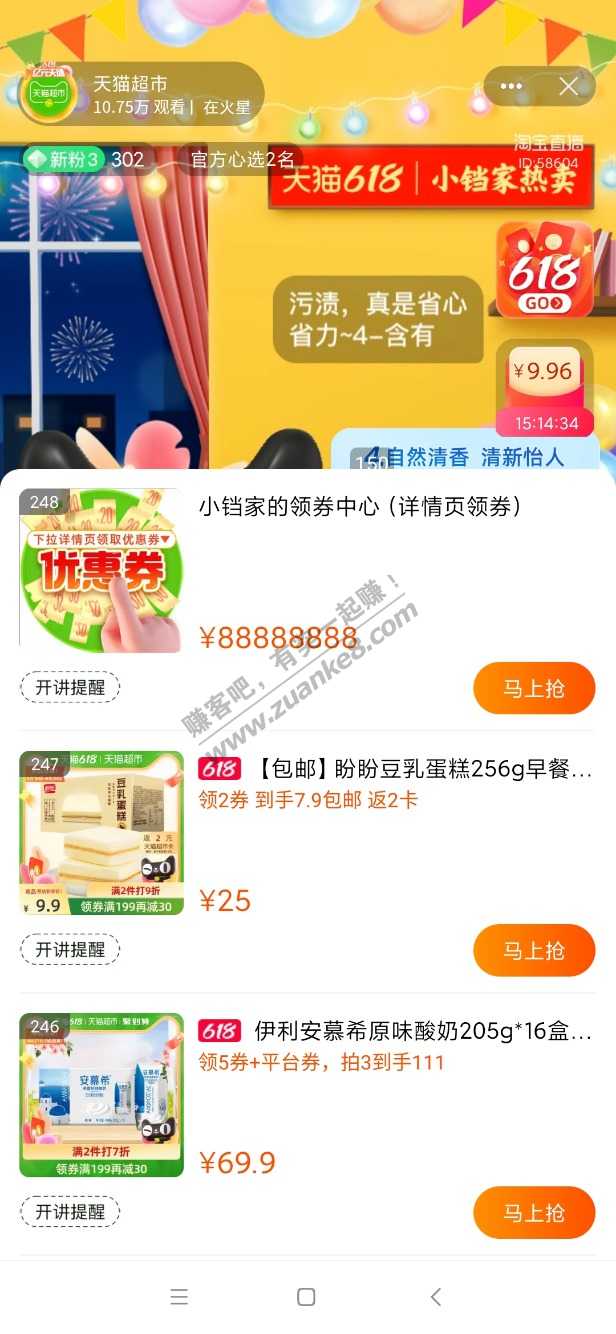 天猫超市
10.75万 观看 | 在火星
新粉3 302
官方心选2名
淘宝直播
ID:58604
天猫618 | 小铛家热卖
618
GO
污渍，真是省心
省力~4-含有
¥9.96
15:14:34
自然清香 清新怡人
150
248
下拉详情页领取优惠券
优惠券
小铛家的领券中心（详情页领券）
¥88888888
开讲提醒
马上抢
赚客吧，有奖一起赚！
www.zuanke8.com
247
天猫618 | 天猫超市
豆乳蛋糕
返2元
满2件打9折
¥9.9
领券满199再减30
618 【包邮】盼盼豆乳蛋糕256g早餐...
领2券 到手7.9包邮 返2卡
¥25
开讲提醒
马上抢
246
618 | 天猫超市 | 聚划算
安慕希
满2件打7折
领券满199再减30
618 伊利安慕希原味酸奶205g*16盒...
领5券+平台券，拍3到手111
¥69.9
开讲提醒
马上抢